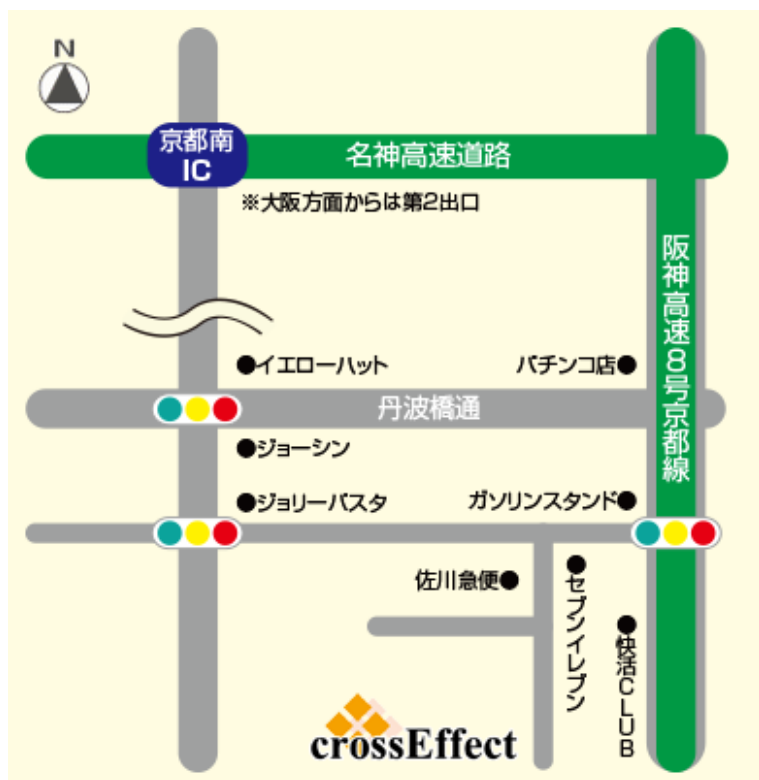 N
京都南
IC
名神高速道路
※大阪方面からは第2出口
阪神高速8号京都線
●イエローハット
パチンコ店●
丹波橋通
●ジョーシン
●ジョリーパスタ
ガソリンスタンド●
佐川急便●
●セブンイレブン
●快活CLUB
crossEffect